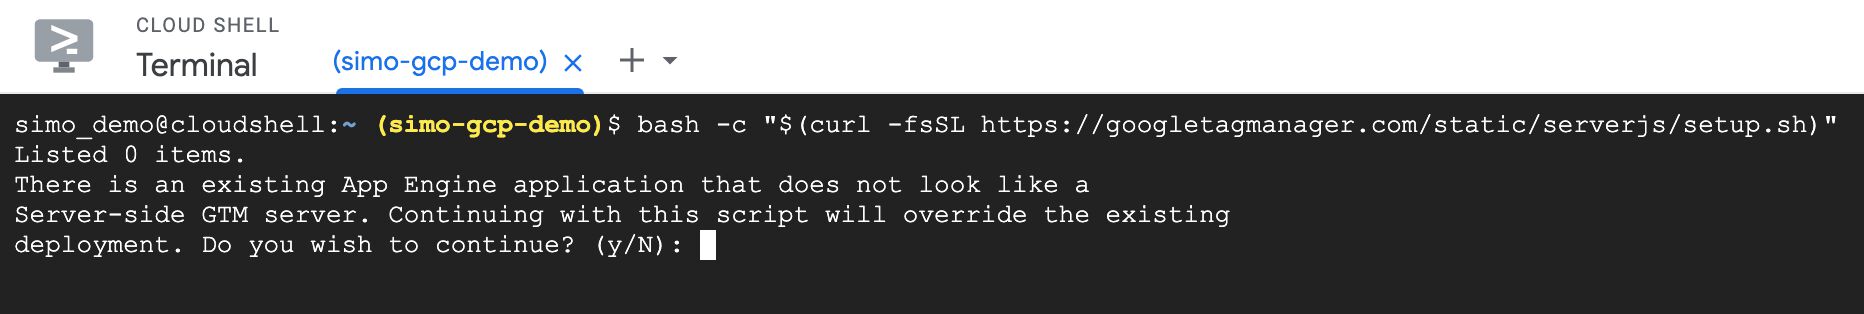 CLOUD SHELL
Terminal
(simo-gcp-demo)
simo_demo@cloudshell:~ (simo-gcp-demo)$ bash -c "$(curl -fsSL https://googletagmanager.com/static/serverjs/setup.sh)"
Listed 0 items.
There is an existing App Engine application that does not look like a
Server-side GTM server. Continuing with this script will override the existing
deployment. Do you wish to continue? (y/N):